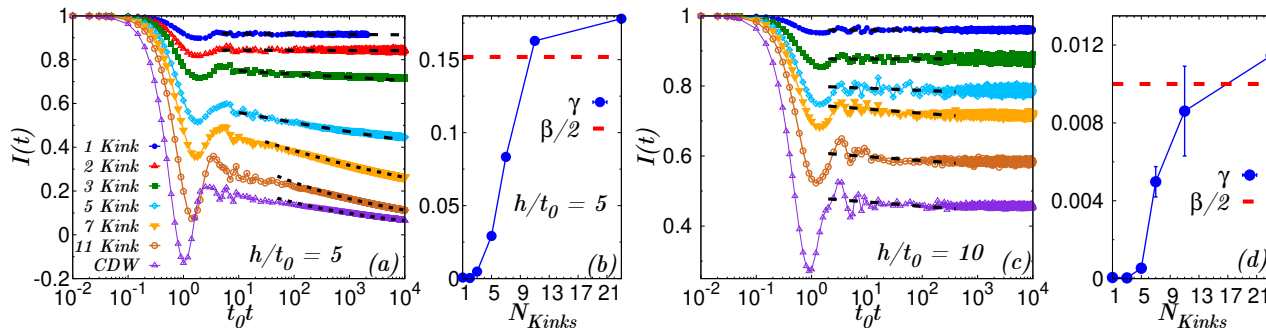 1
0.8
0.6
0.4
0.2
0
-0.2
I(t)
1 Kink
2 Kink
3 Kink
5 Kink
7 Kink
11 Kink
CDW
h/t0 = 5
(a)
10⁻² 10⁻¹ 10⁰ 10¹ 10² 10³ 10⁴
t0t
0.15
0.075
0
γ
β/2
h/t0 = 5
(b)
1 5 9 13 17 21
NKinks
1
0.8
0.6
0.4
I(t)
h/t0 = 10
(c)
10⁻² 10⁻¹ 10⁰ 10¹ 10² 10³ 10⁴
t0t
0.012
0.008
0.004
0
γ
β/2
(d)
1 5 9 13 17 21
NKinks